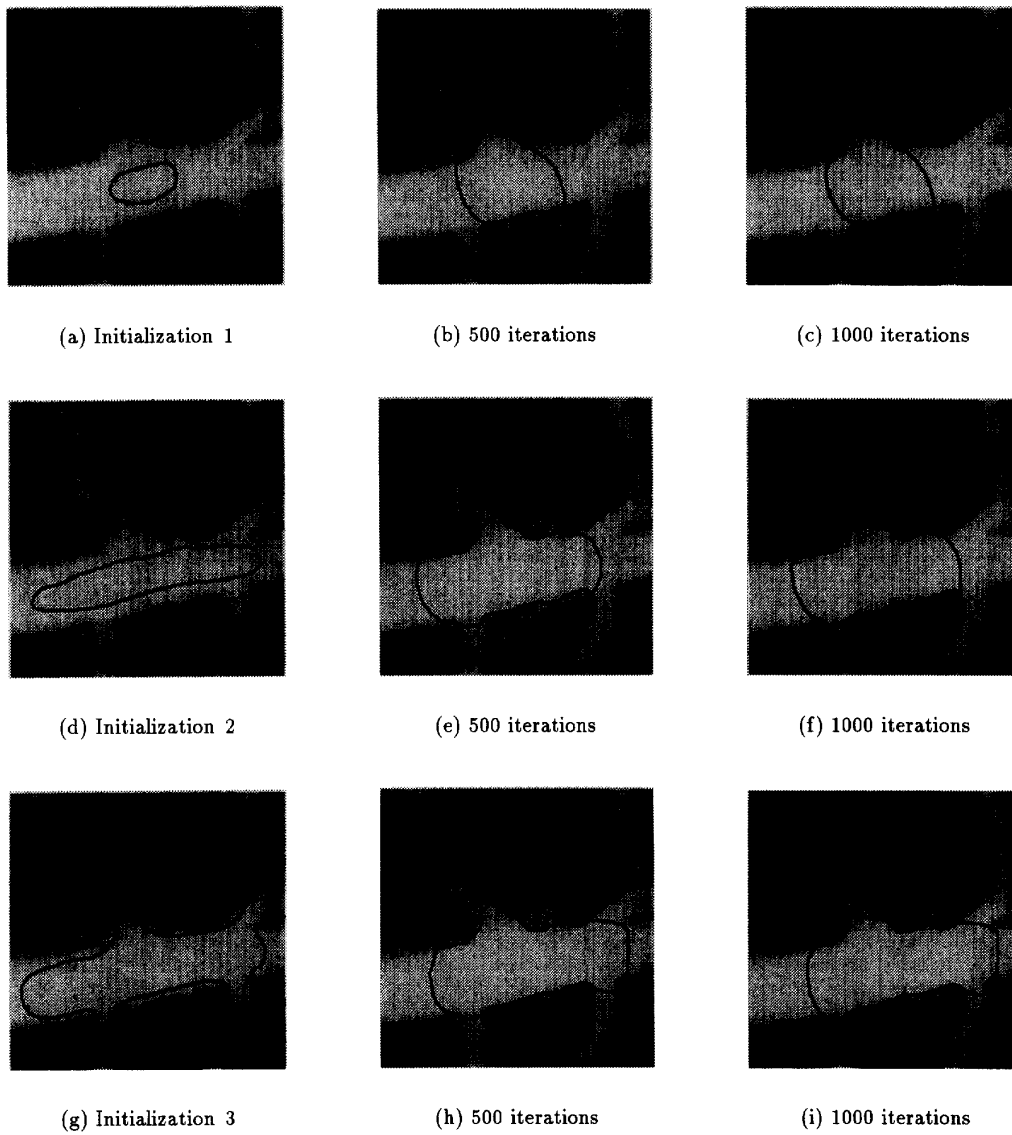 (a) Initialization 1
(b) 500 iterations
(c) 1000 iterations
(d) Initialization 2
(e) 500 iterations
(f) 1000 iterations
(g) Initialization 3
(h) 500 iterations
(i) 1000 iterations